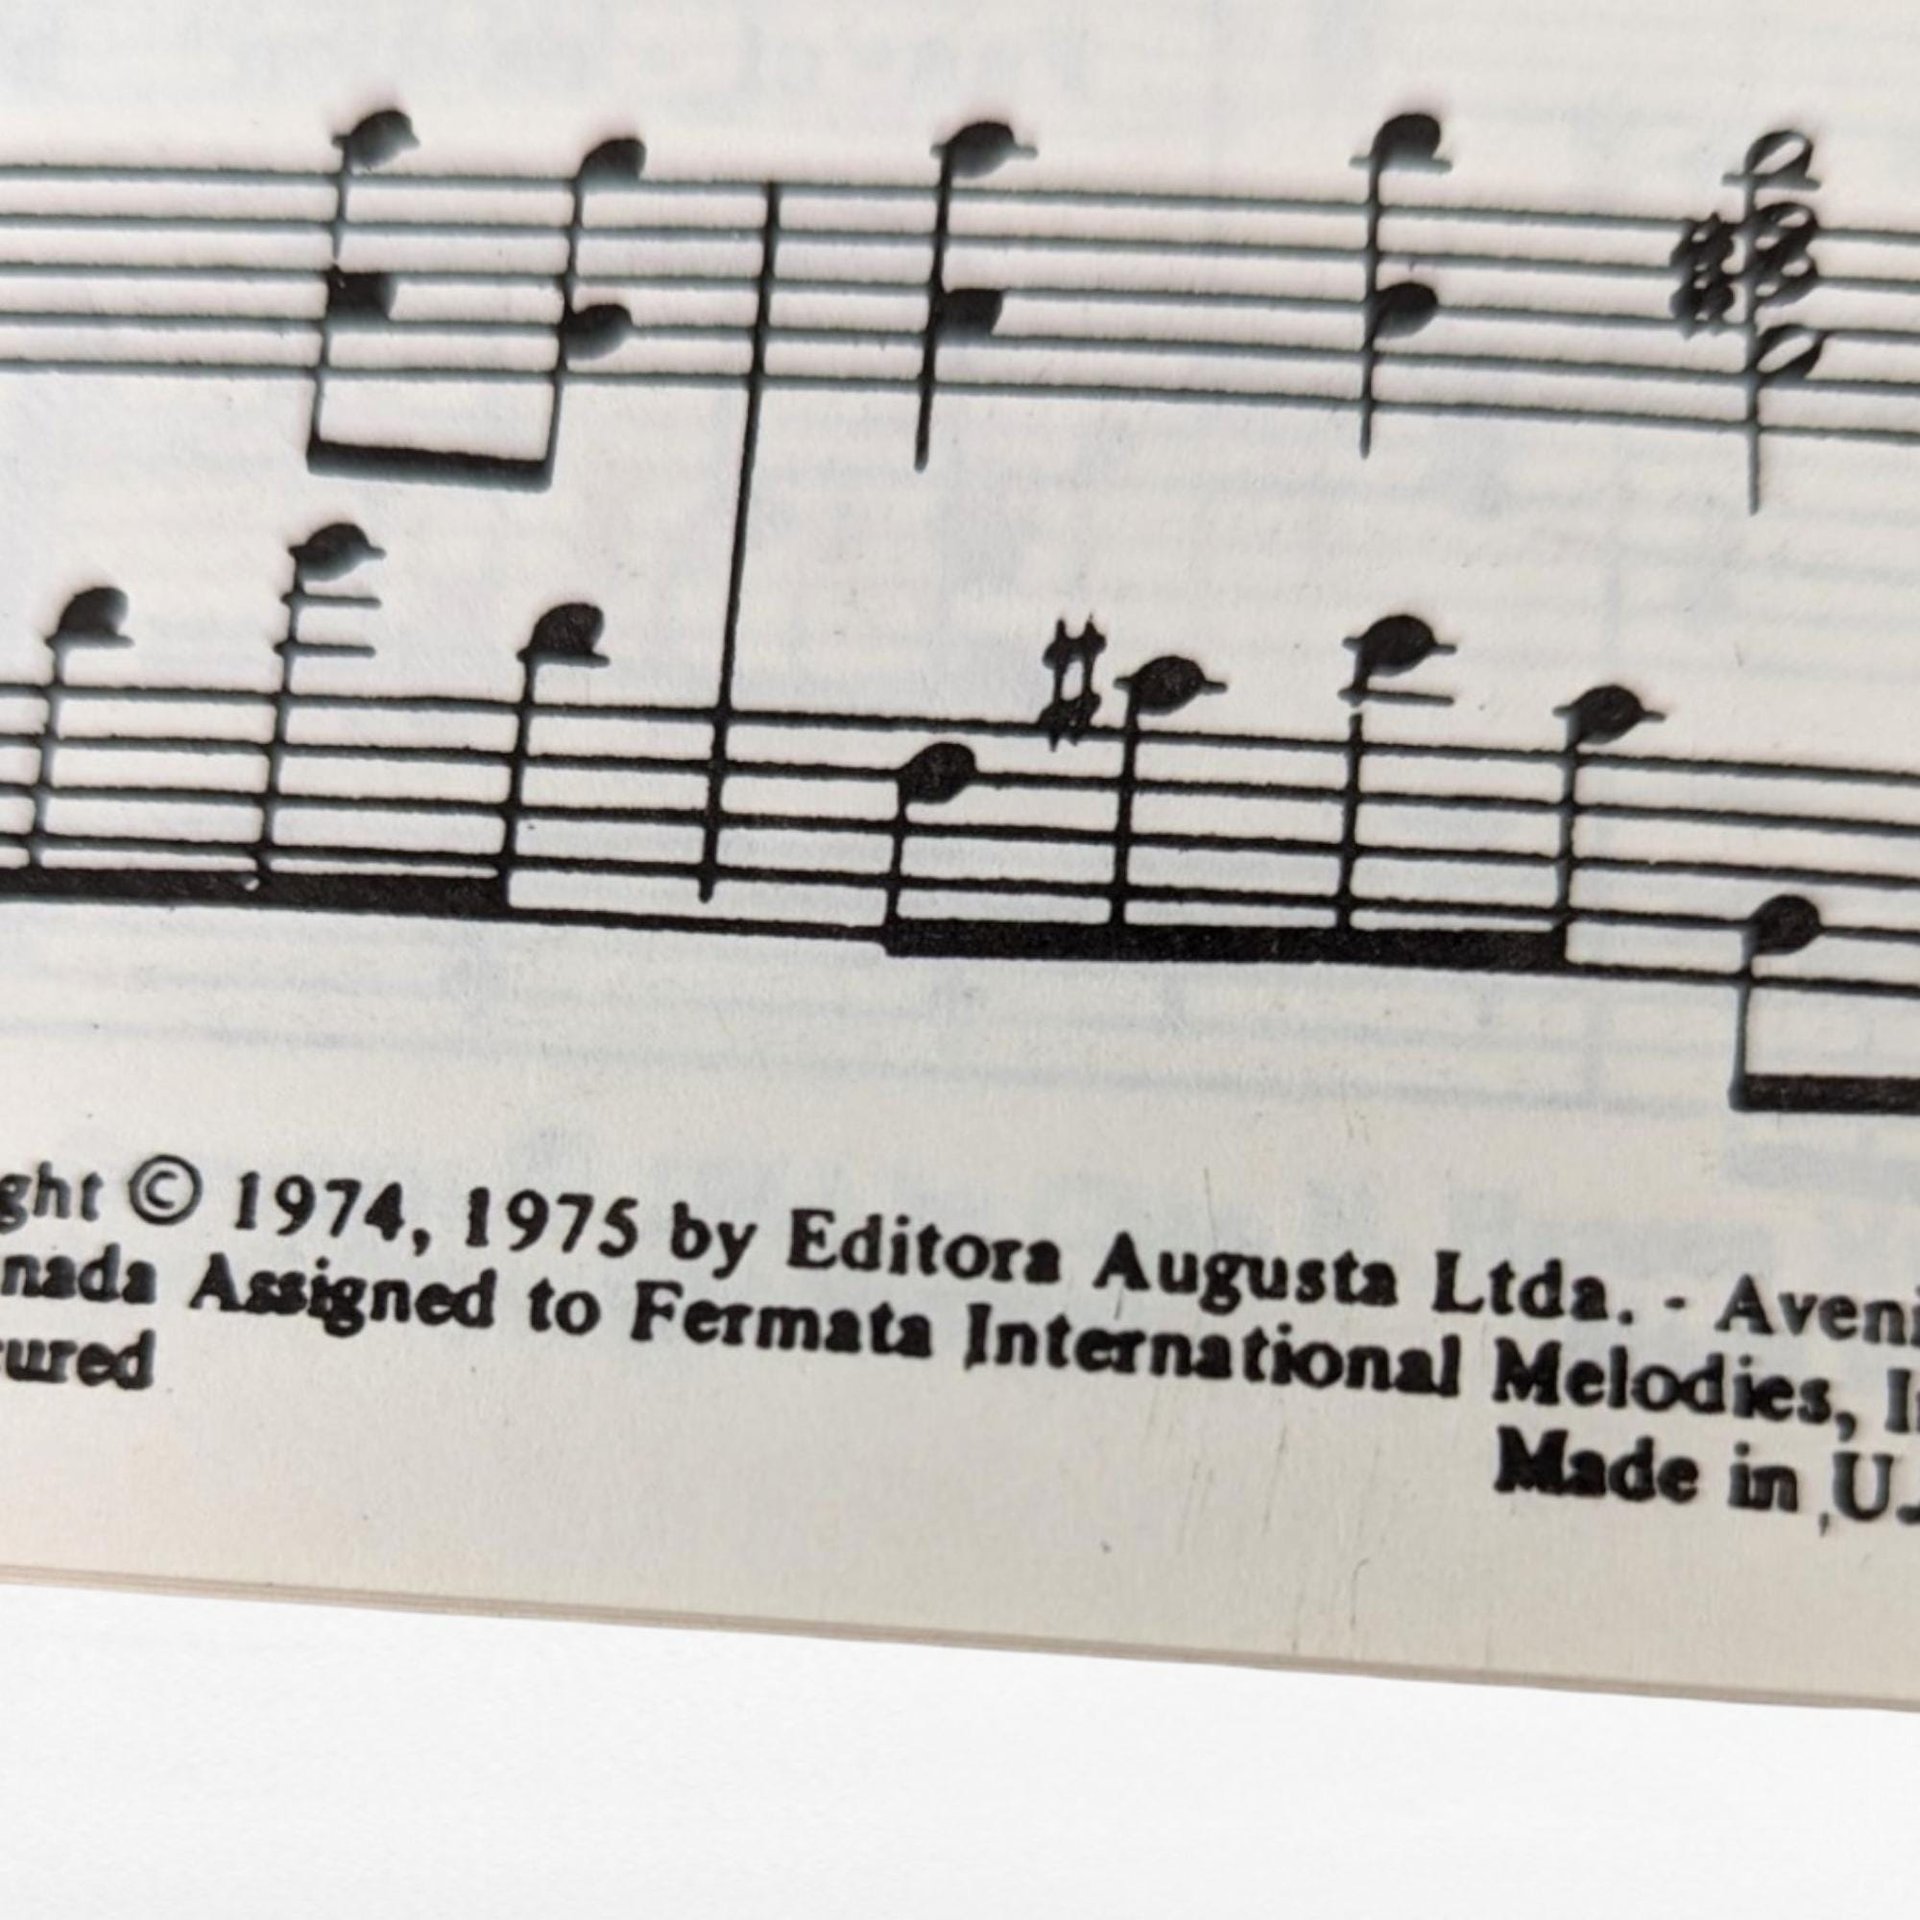 ght © 1974, 1975 by Editora Augusta Ltda. - Aveni
nada Assigned to Fermata International Melodies, I
ured
Made in U.